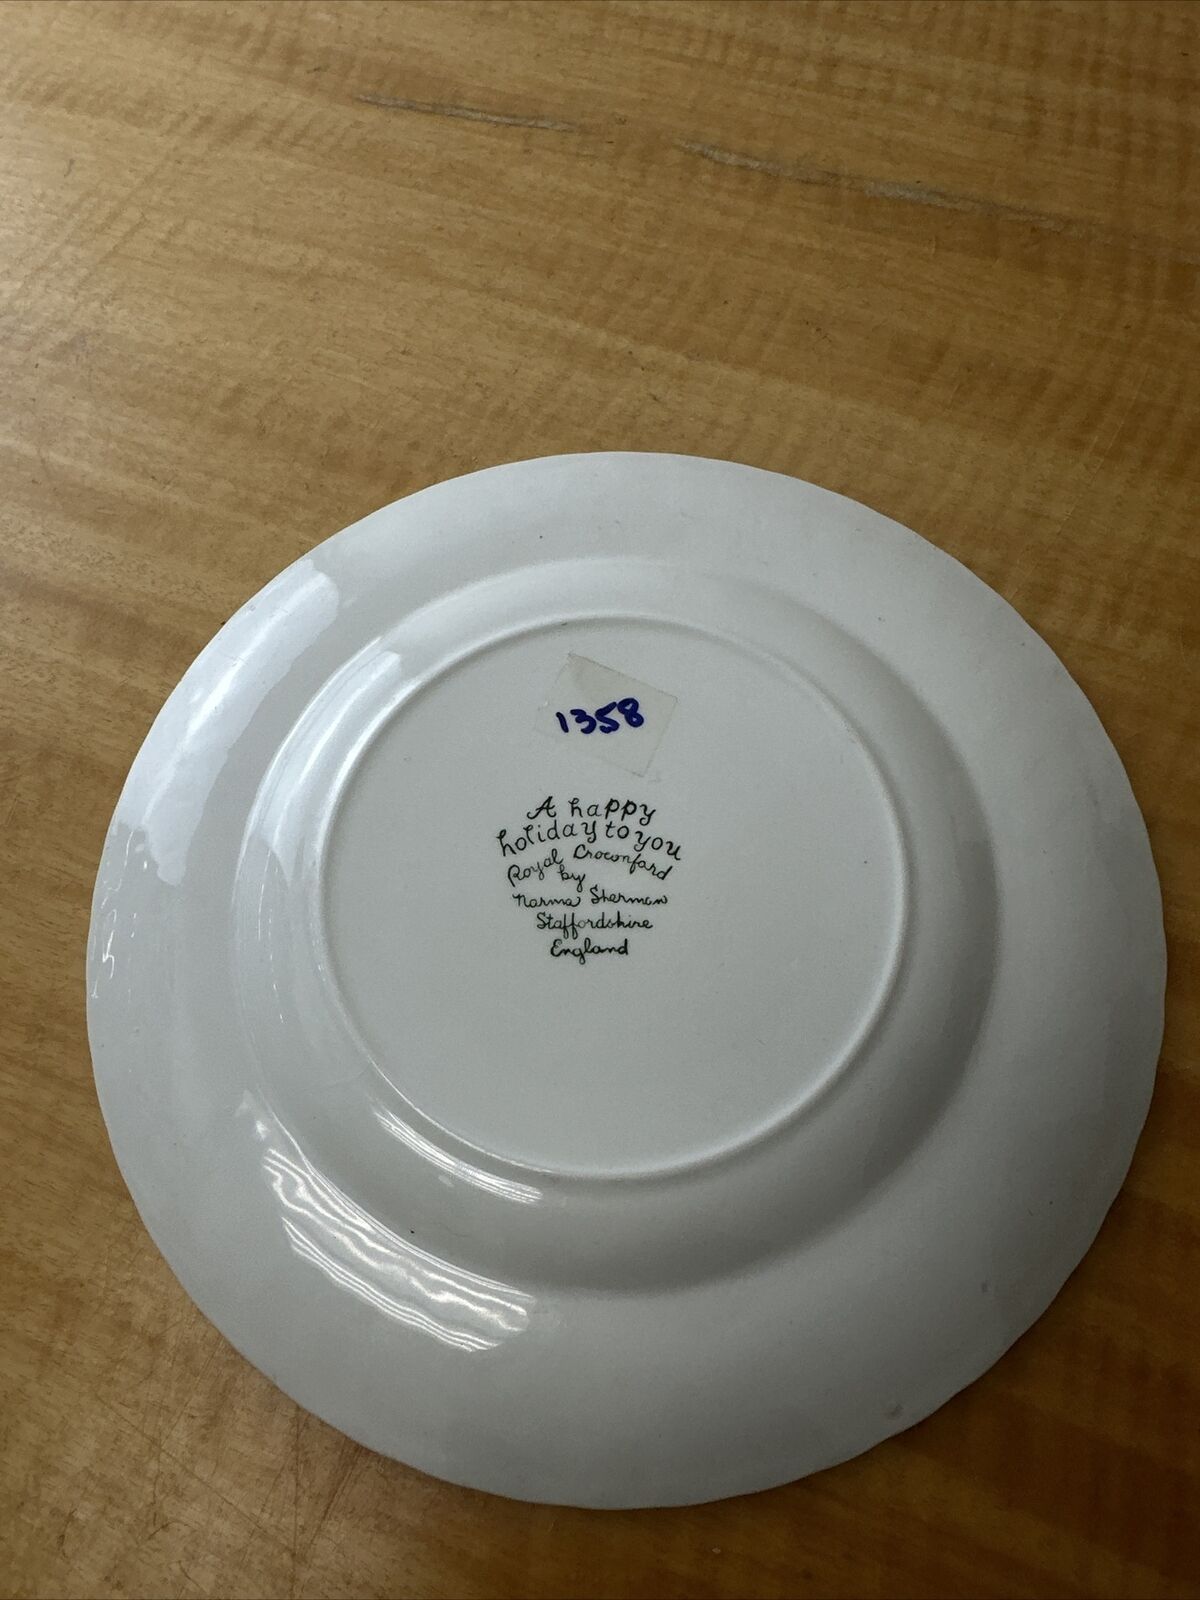 1358
A happy
holiday to you
Royal Crownford
by
Norma Sherman
Staffordshire
England